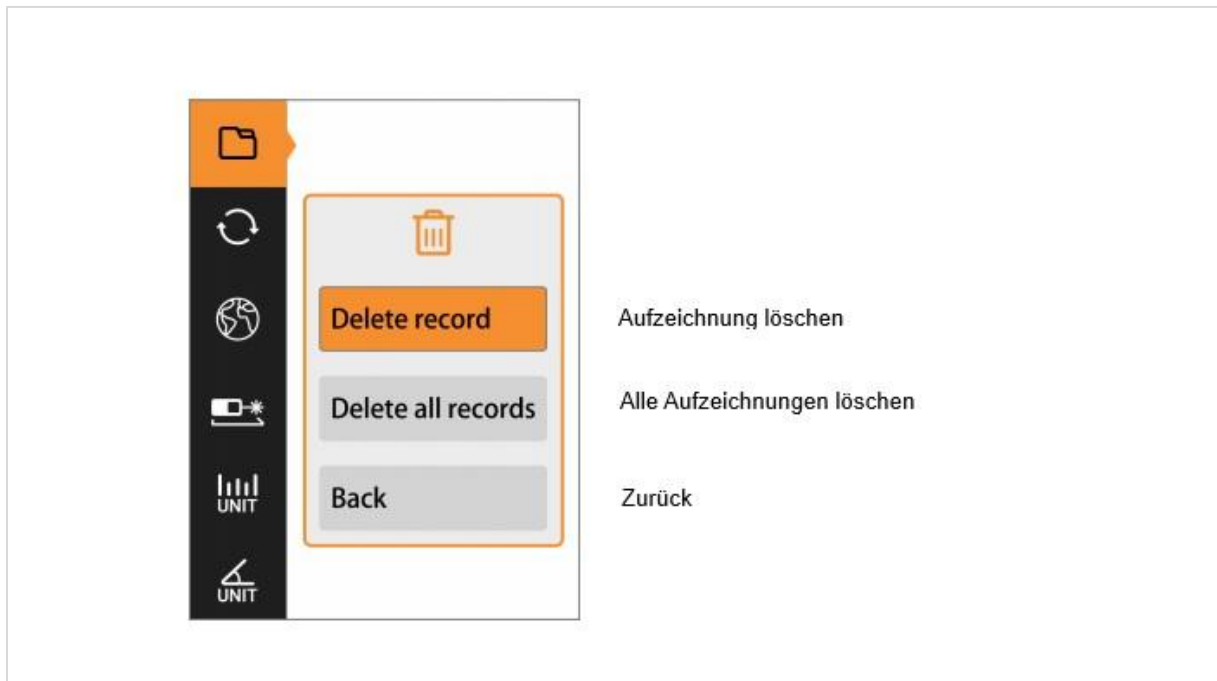 Delete record
Aufzeichnung löschen
Delete all records
Alle Aufzeichnungen löschen
Back
Zurück
UNIT
UNIT